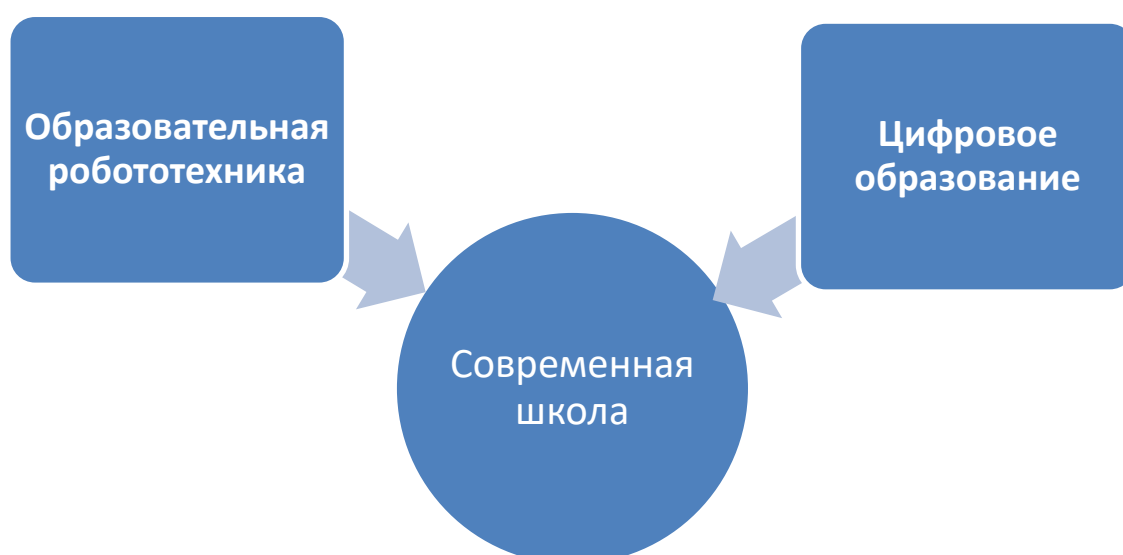 Образовательная
робототехника
Цифровое
образование
Современная
школа